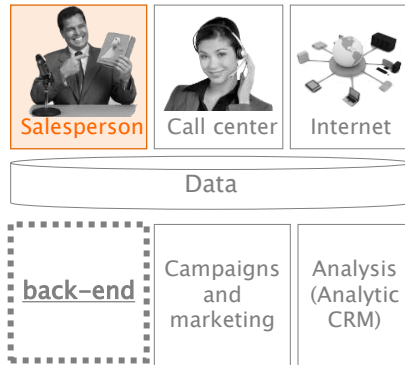 Salesperson
Call center
Internet
Data
back-end
Campaigns
and
marketing
Analysis
(Analytic
CRM)